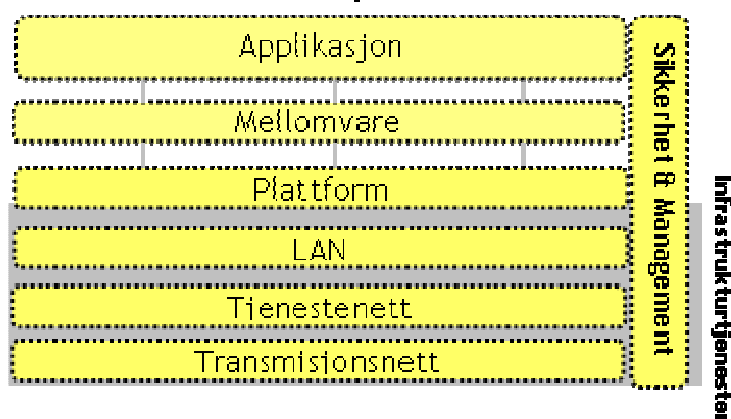 Applikasjon
Mellomvare
Plattform
LAN
Tjenestenett
Transmisjonsnett
Sikkerhet & Management
Infrastrukturtjenester